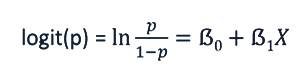 logit(p) = ln p/1−p = ẞ₀ + ẞ₁X